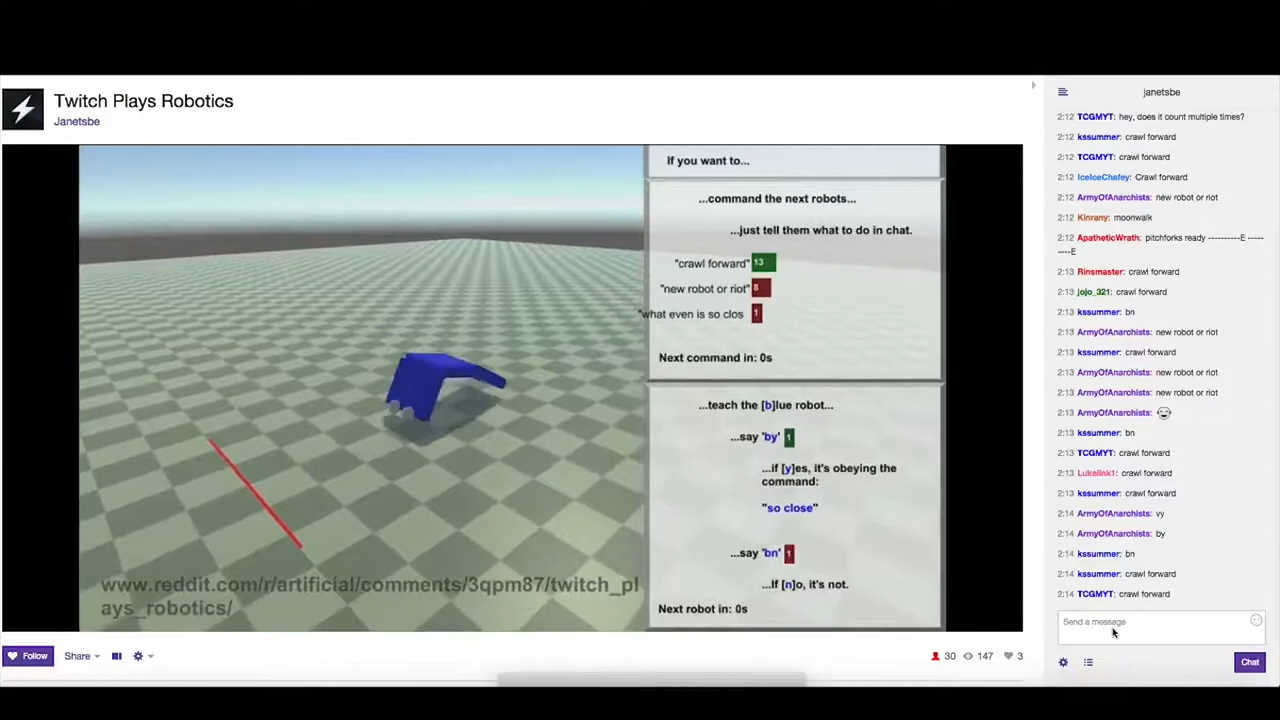 Twitch Plays Robotics
Janetsbe
If you want to...
...command the next robots...
...just tell them what to do in chat.
"crawl forward" 13
"new robot or riot" 8
"what even is so clos 1
Next command in: 0s
...teach the [b]lue robot...
...say 'by' 1
...if [y]es, it's obeying the
command:
"so close"
...say 'bn' 1
...If [n]o, it's not.
Next robot in: 0s
www.reddit.com/r/artificial/comments/3qpm87/twitch_pl
ays_robotics/
Follow
Share
30
147
3
janetsbe
2:12 TCGMYT: hey, does it count multiple times?
2:12 kssummer: crawl forward
2:12 TCGMYT: crawl forward
2:12 IceIceChafey: Crawl forward
2:12 ArmyOfAnarchists: new robot or riot
2:12 Kinrany: moonwalk
2:12 ApatheticWrath: pitchforks ready ----------E -----
----E
2:13 Rinsmaster: crawl forward
2:13 jojo_321: crawl forward
2:13 kssummer: bn
2:13 ArmyOfAnarchists: new robot or riot
2:13 kssummer: crawl forward
2:13 ArmyOfAnarchists: new robot or riot
2:13 ArmyOfAnarchists: new robot or riot
2:13 ArmyOfAnarchists:
2:13 kssummer: bn
2:13 TCGMYT: crawl forward
2:13 Lukelink1: crawl forward
2:13 kssummer: crawl forward
2:14 ArmyOfAnarchists: vy
2:14 ArmyOfAnarchists: by
2:14 kssummer: bn
2:14 kssummer: crawl forward
2:14 TCGMYT: crawl forward
Send a message
Chat